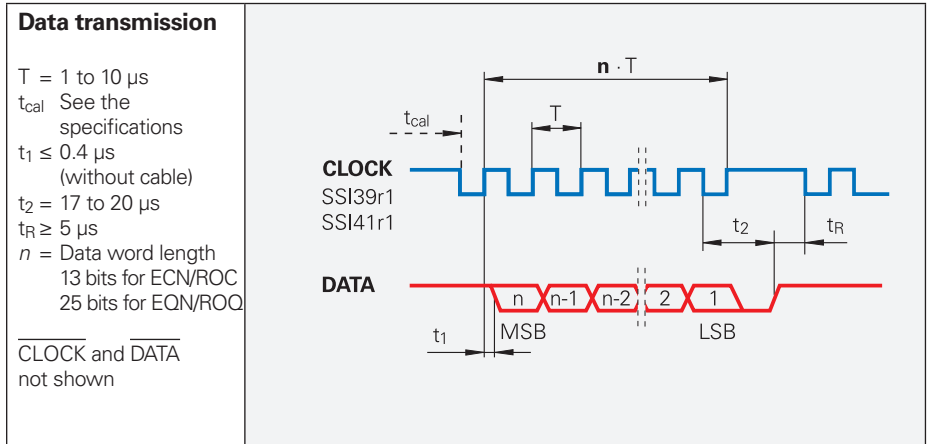 Data transmission
T = 1 to 10 µs
tcal See the
specifications
t1 ≤ 0.4 µs
(without cable)
t2 = 17 to 20 µs
tR ≥ 5 µs
n = Data word length
13 bits for ECN/ROC
25 bits for EQN/ROQ
CLOCK and DATA
not shown
n · T
tcal
T
CLOCK
SSI39r1
SSI41r1
t2
tR
DATA
n
n-1
n-2
2
1
t1
MSB
LSB